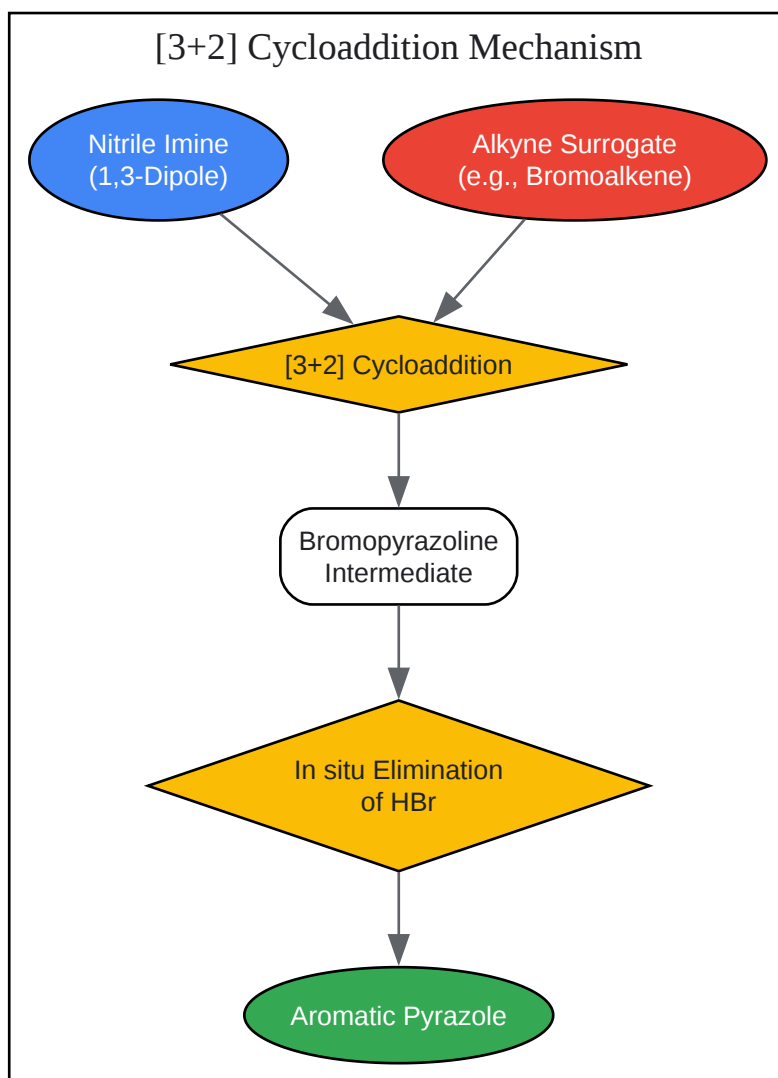 [3+2] Cycloaddition Mechanism
Nitrile Imine
(1,3-Dipole)
Alkyne Surrogate
(e.g., Bromoalkene)
[3+2] Cycloaddition
Bromopyrazoline
Intermediate
In situ Elimination
of HBr
Aromatic Pyrazole